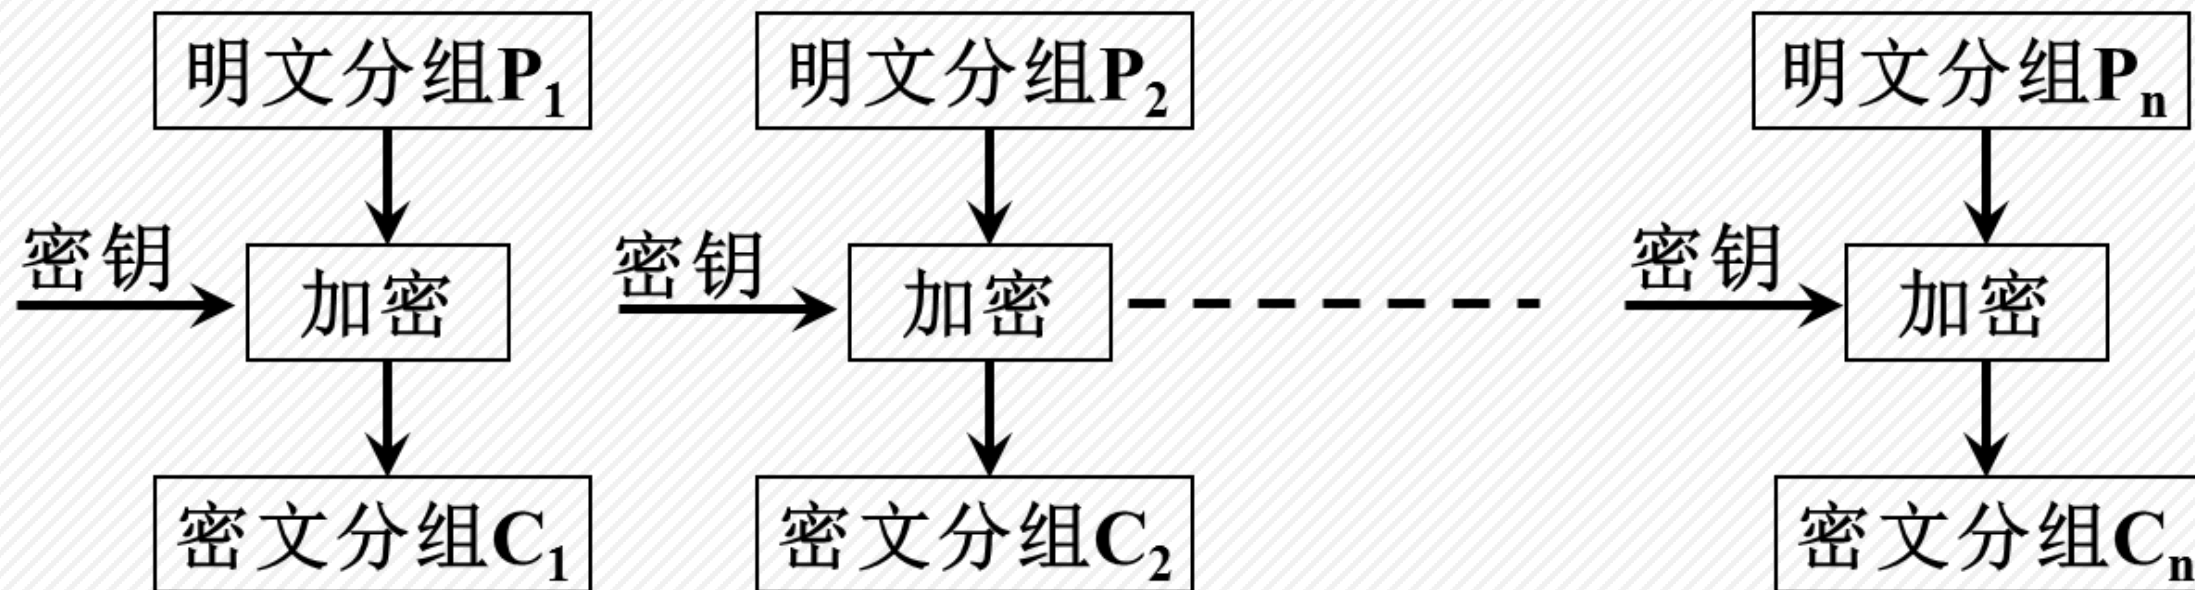 明文分组P₁ 明文分组P₂ 明文分组Pₙ
密钥 密钥 密钥
加密 加密 加密
密文分组C₁ 密文分组C₂ 密文分组Cₙ